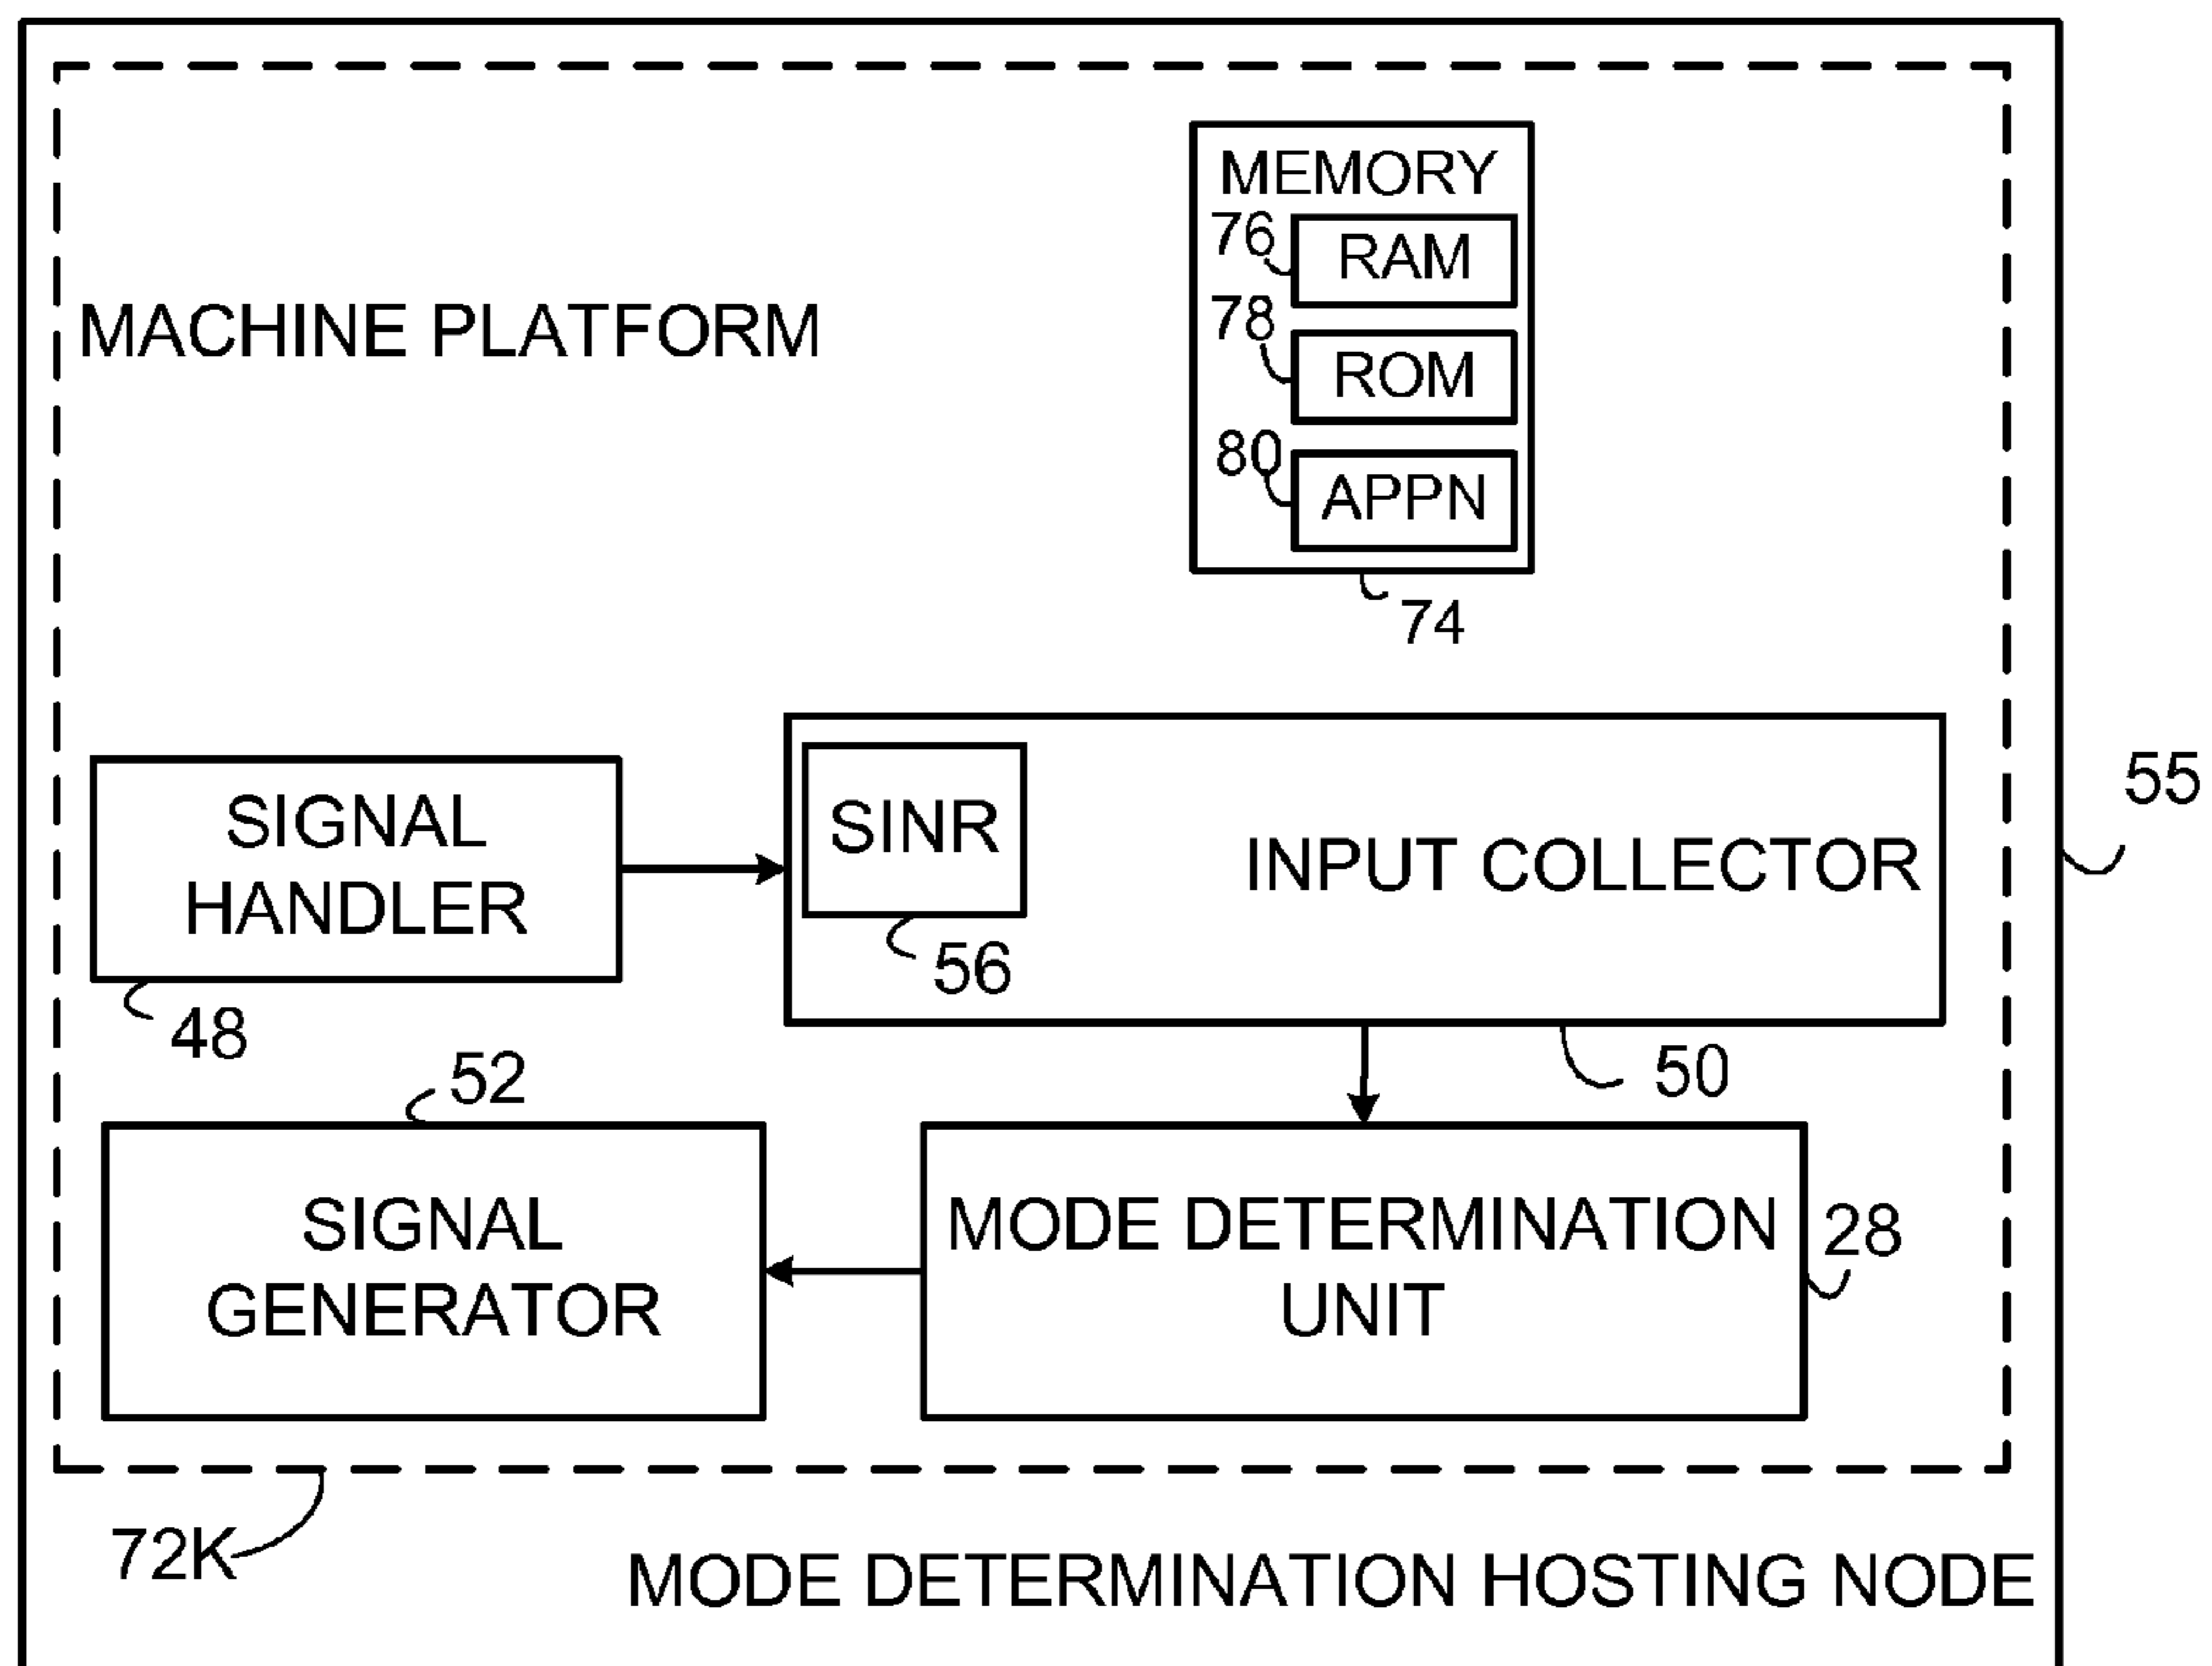 MEMORY
76
RAM
78
ROM
80
APPN
74
MACHINE PLATFORM
SIGNAL
HANDLER
48
SINR
56
INPUT COLLECTOR
50
55
52
SIGNAL
GENERATOR
MODE DETERMINATION
UNIT
28
72K
MODE DETERMINATION HOSTING NODE